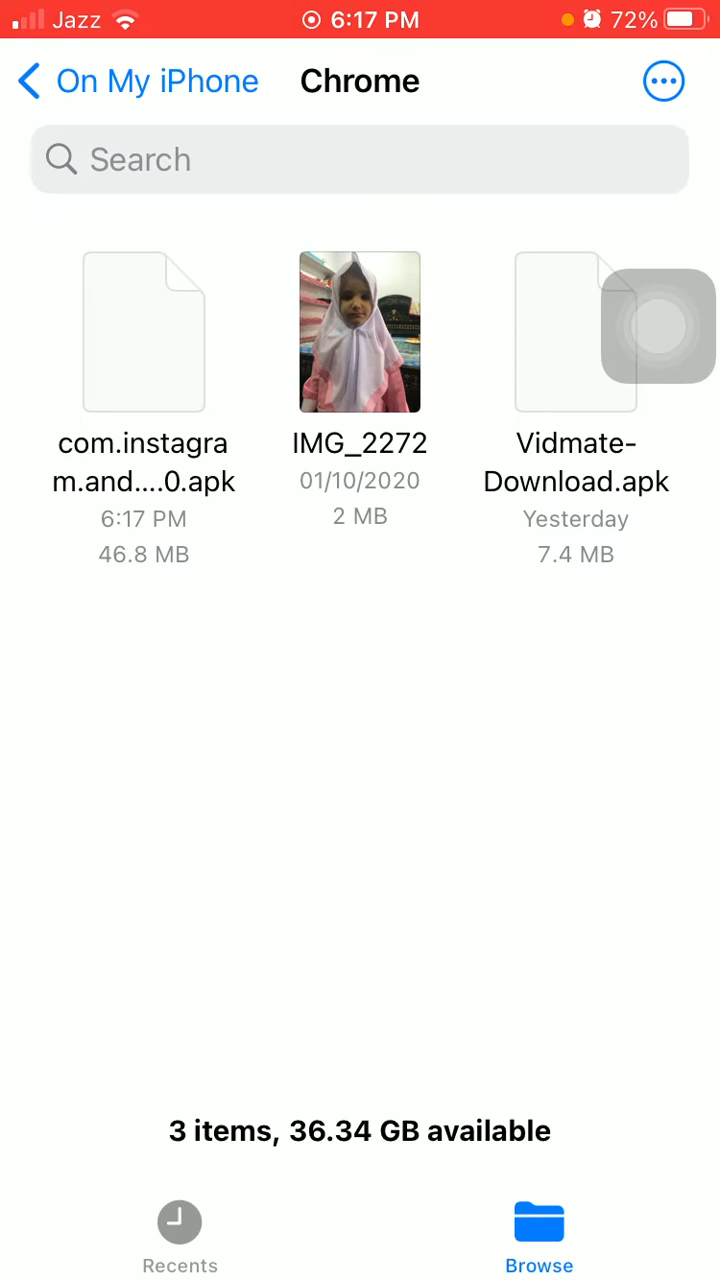 Jazz 6:17 PM 72%
On My iPhone Chrome
Search
com.instagra
m.and....0.apk
6:17 PM
46.8 MB
IMG_2272
01/10/2020
2 MB
Vidmate-
Download.apk
Yesterday
7.4 MB
3 items, 36.34 GB available
Recents
Browse